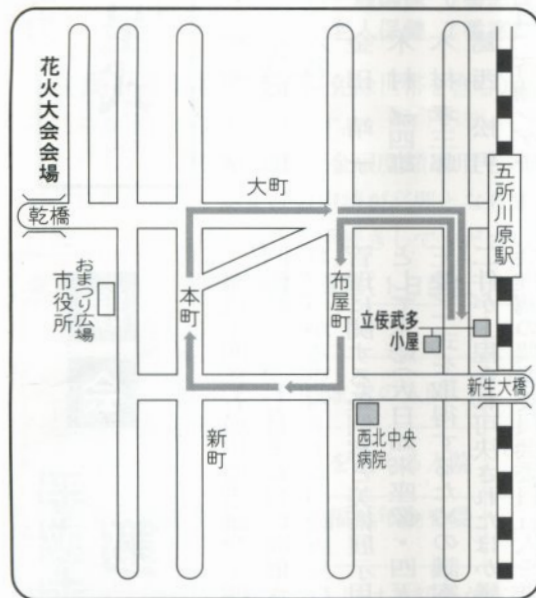 花火大会会場
乾橋
おまつり広場
市役所
大町
本町
布屋町
五所川原駅
立佞武多
小屋
新生大橋
新町
西北中央
病院